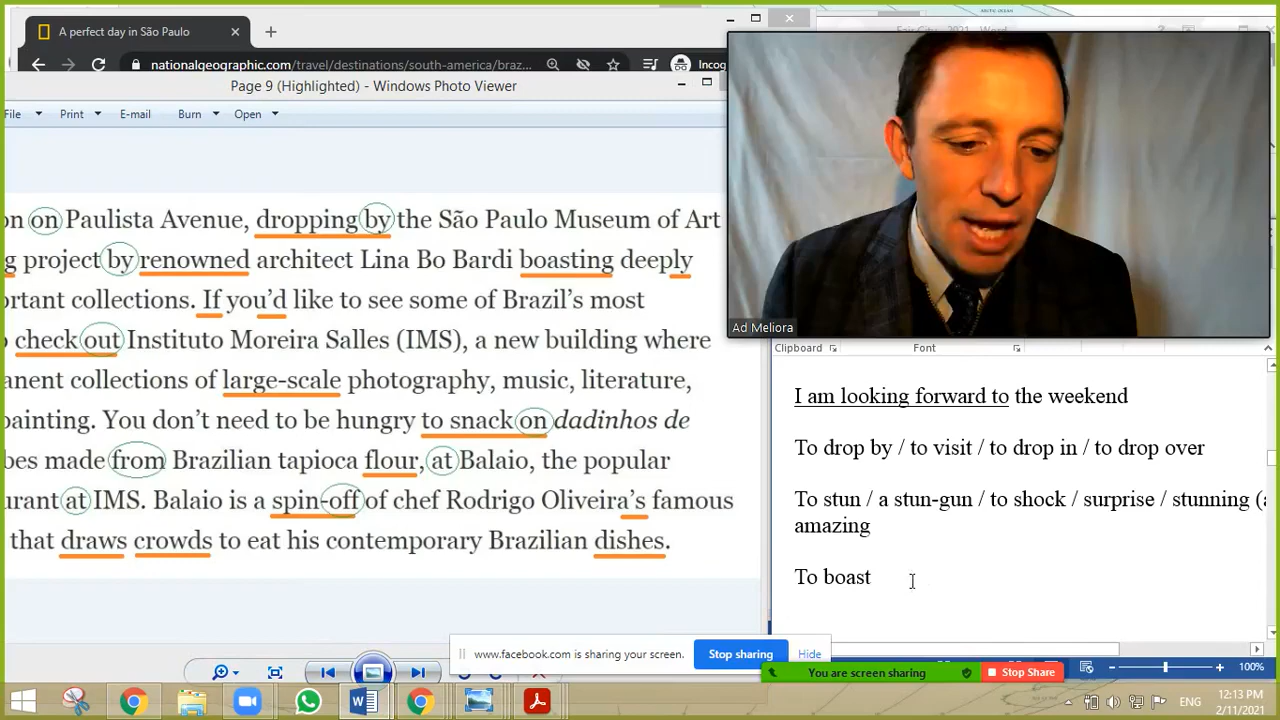 A perfect day in São Paulo
nationalgeographic.com/travel/destinations/south-america/braz...
Incog
Page 9 (Highlighted) - Windows Photo Viewer
File
Print
E-mail
Burn
Open
on on Paulista Avenue, dropping by the São Paulo Museum of Art
g project by renowned architect Lina Bo Bardi boasting deeply
ortant collections. If you'd like to see some of Brazil's most
check out Instituto Moreira Salles (IMS), a new building where
anent collections of large-scale photography, music, literature,
painting. You don't need to be hungry to snack on dadinhos de
bes made from Brazilian tapioca flour, at Balaio, the popular
urant at IMS. Balaio is a spin-off of chef Rodrigo Oliveira's famous
that draws crowds to eat his contemporary Brazilian dishes.
Ad Meliora
Clipboard
Font
I am looking forward to the weekend
To drop by / to visit / to drop in / to drop over
To stun / a stun-gun / to shock / surprise / stunning (a
amazing
To boast
www.facebook.com is sharing your screen.
Stop sharing
Hide
You are screen sharing
Stop Share
100%
ENG
12:13 PM
2/11/2021